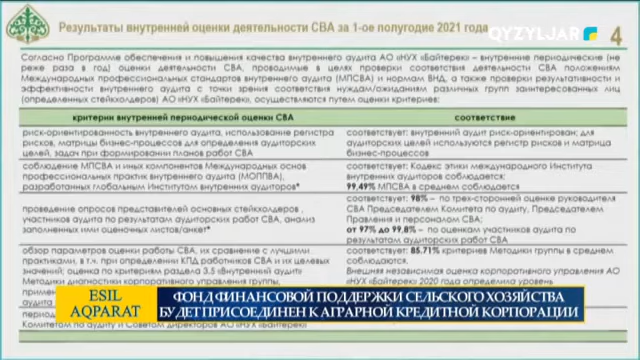 Результаты внутренней оценки деятельности СВА за 1-ое полугодие 2021 года
QYZYLJAR
4
Согласно Программе обеспечения и повышения качества внутреннего аудита АО «НУХ «Байтерек» – внутренние периодические (не
реже раза в год) оценки деятельности СВА, проводимые в целях проверки соответствия деятельности СВА положениям
Международных профессиональных стандартов внутреннего аудита (МПСВА) и нормам ВНД, а также проверки результативности и
эффективности внутреннего аудита с точки зрения соответствия нуждам/ожиданиям различных групп заинтересованных лиц
(определенных стейкхолдеров) АО «НУХ «Байтерек», осуществляются путем оценки критериев:
критерии внутренней периодической оценки СВА
соответствие
риск-ориентированность внутреннего аудита, использование регистра
рисков, матрицы бизнес-процессов для определения аудиторских
целей, задач при формировании планов работ СВА
соответствует: внутренний аудит риск-ориентирован; для
аудиторских целей используются регистр рисков и матрица
бизнес-процессов
соблюдение МПСВА и иных компонентов Международных основ
профессиональных практик внутреннего аудита (МОППВА),
разработанных глобальным Институтом внутренних аудиторов*
соответствует: Кодекс этики международного Института
внутренних аудиторов соблюдается;
99,49% МПСВА в среднем соблюдается
проведение опросов представителей основных стейкхолдеров ,
участников аудита по результатам аудиторских работ СВА, анализ
заполненных ими оценочных листов/анкет*
соответствует: 98% – по трех-сторонней оценке руководителя
СВА Председателем Комитета по аудиту, Председателем
Правления и персоналом СВА;
от 97% до 99,8% – по оценкам участников аудита по
результатам аудиторских работ СВА
обзор параметров оценки работы СВА, их сравнение с лучшими
практиками, в т.ч. при определении КПД работников СВА и их
целевых значений; оценка по критериям раздела 3.5 «Внутренний аудит»
Методики диагностики корпоративного управления группы,
приме
аудита
соответствует: 85,71% критериев Методики группы в среднем
соблюдаются.
Внешняя независимая оценка корпоративного управления АО
«НУХ «Байтерек» 2020 года определила уровень
период
Комитетом по аудиту и Советом директоров АО «НУХ «Байтерек»
ESIL
AQPARAT
ФОНД ФИНАНСОВОЙ ПОДДЕРЖКИ СЕЛЬСКОГО ХОЗЯЙСТВА
БУДЕТ ПРИСОЕДИНЕН К АГРАРНОЙ КРЕДИТНОЙ КОРПОРАЦИИ